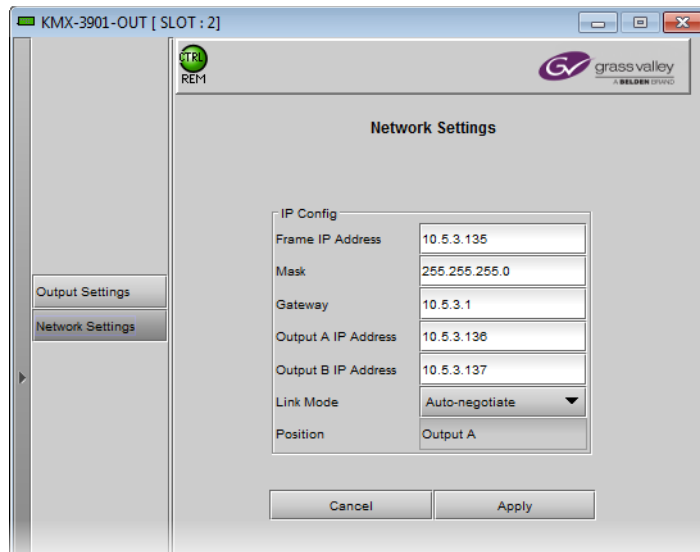 KMX-3901-OUT [ SLOT : 2]
CTRL
REM
GV grassvalley
A BELDEN BRAND
Network Settings
IP Config
Frame IP Address 10.5.3.135
Mask 255.255.255.0
Gateway 10.5.3.1
Output A IP Address 10.5.3.136
Output B IP Address 10.5.3.137
Link Mode Auto-negotiate
Position Output A
Output Settings
Network Settings
Cancel Apply